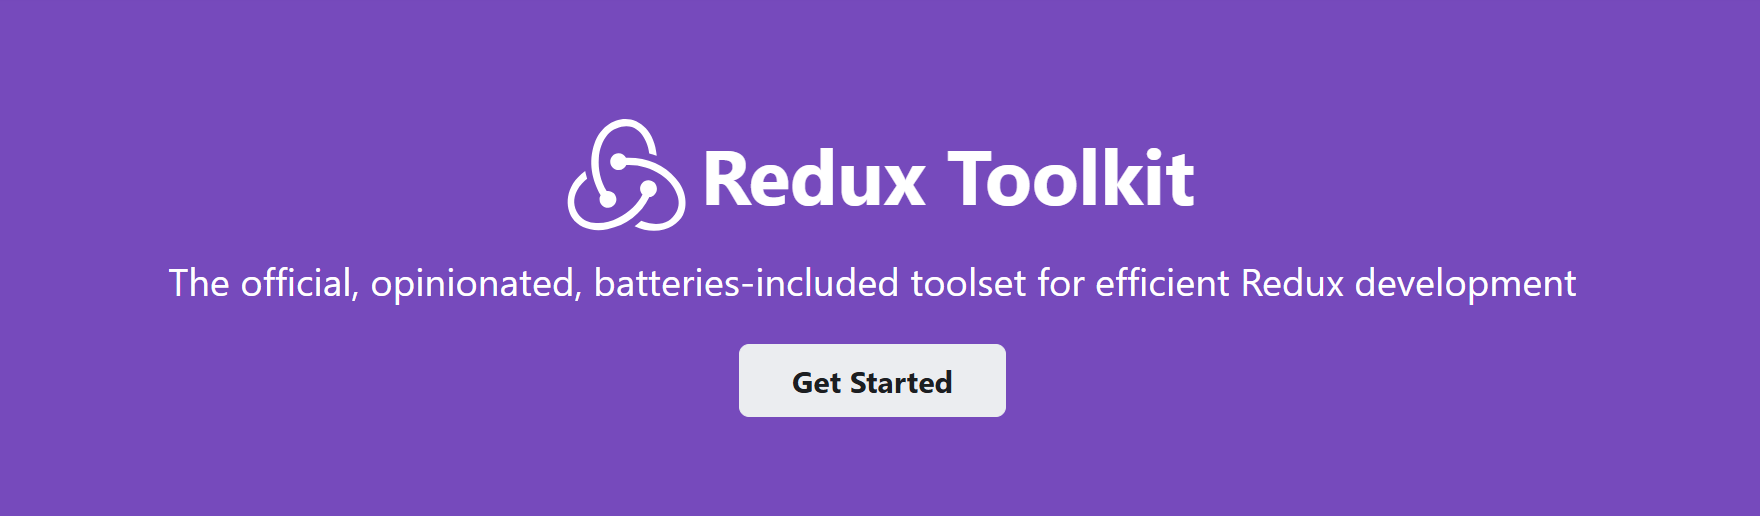 Redux Toolkit
The official, opinionated, batteries-included toolset for efficient Redux development
Get Started